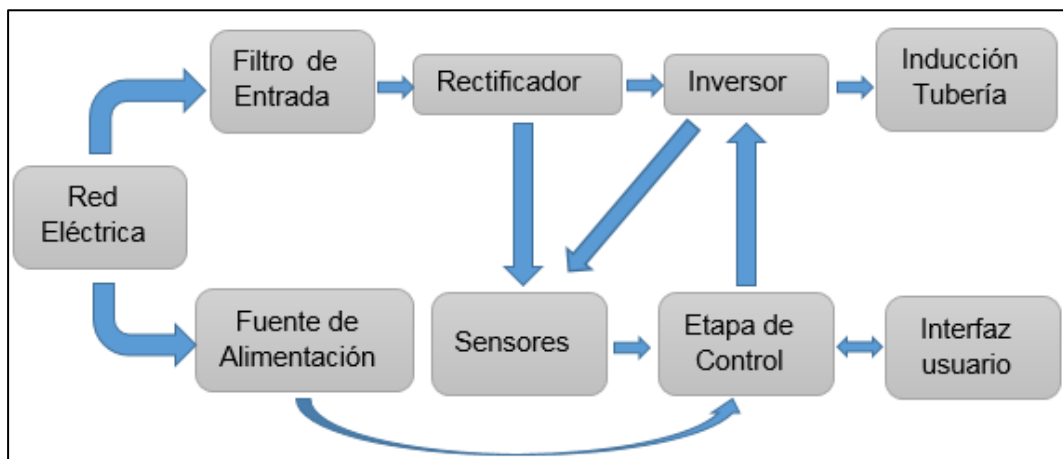 Filtro de
Entrada
Rectificador
Inversor
Inducción
Tubería
Red
Eléctrica
Fuente de
Alimentación
Sensores
Etapa de
Control
Interfaz
usuario